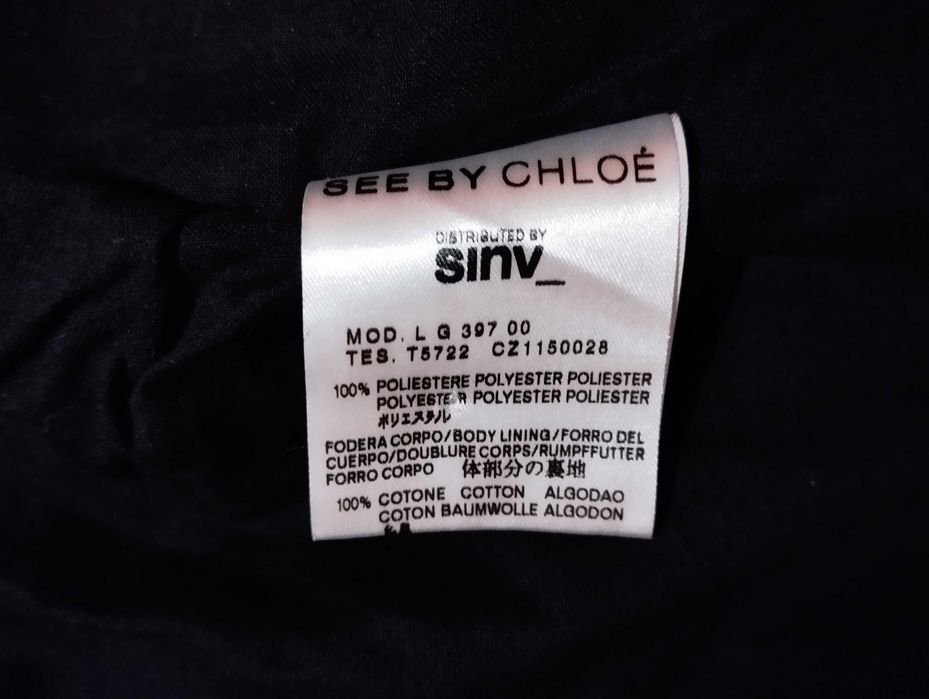 SEE BY CHLOÉ
DISTRIBUTED BY
sinv_
MOD. L G 397 00
TES. T5722 CZ1150028
100% POLIESTERE POLYESTER POLIESTER
POLYESTER POLYESTER POLIESTER
ポリエステル
FODERA CORPO/BODY LINING/FORRO DEL
CUERPO/DOUBLURE CORPS/RUMPFFUTTER
FORRO CORPO 体部分の裏地
100% COTONE COTTON ALGODAO
COTON BAUMWOLLE ALGODON